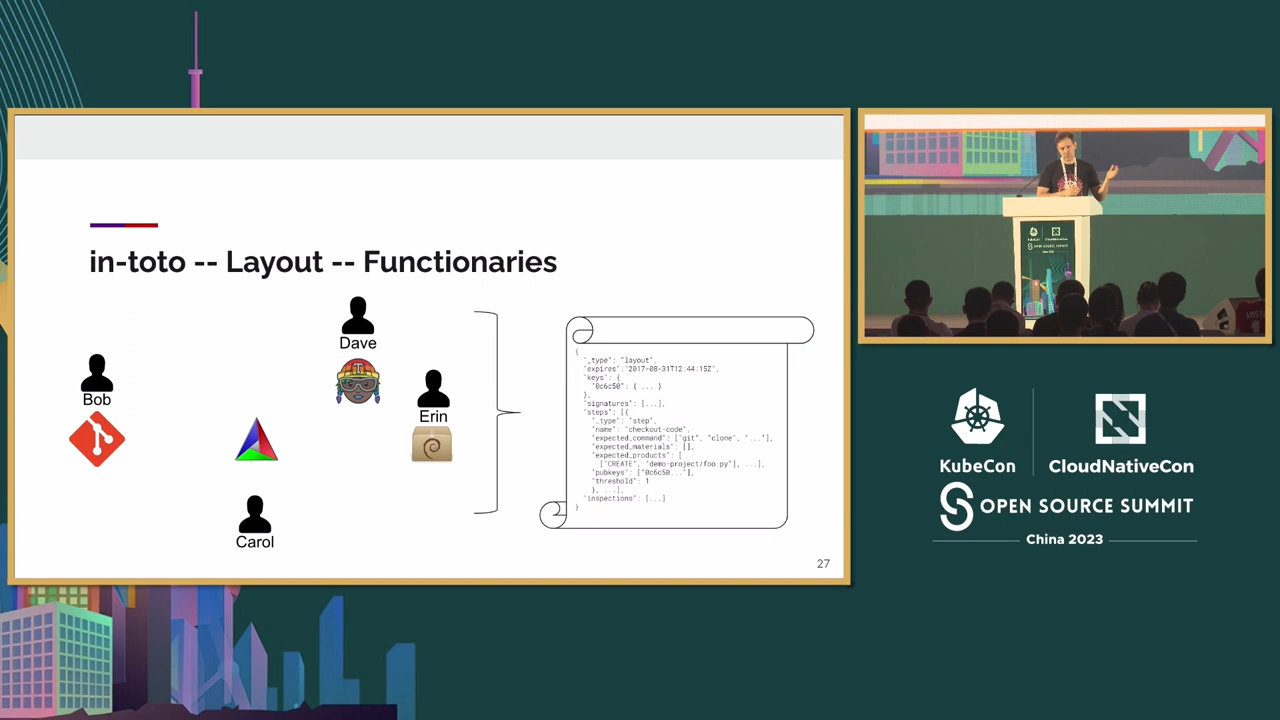 in-toto -- Layout -- Functionaries
Dave
Bob
Erin
Carol
{
"_type": "layout",
"expires":"2017-08-31T12:44:15Z",
"keys": {
"0c6c50": { ... }
},
"signatures": [...],
"steps": [{
"_type": "step",
"name": "checkout-code",
"expected_command": ["git", "clone", "..."],
"expected_materials": [],
"expected_products": [
["CREATE", "demo-project/foo.py"], ...],
"pubkeys": ["0c6c50..."],
"threshold": 1
}, ...],
"inspections": [...]
}
27
KubeCon
CloudNativeCon
OPEN SOURCE SUMMIT
China 2023